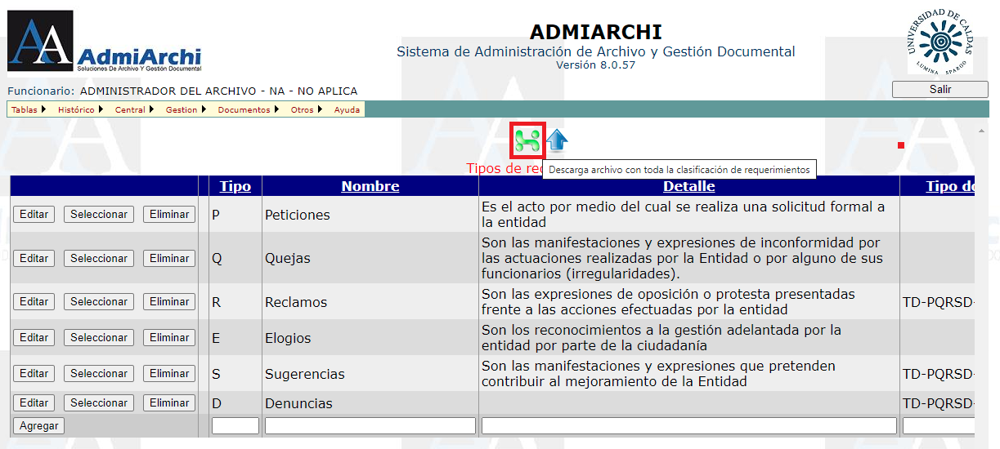 ADMIARCHI
Sistema de Administración de Archivo y Gestión Documental
Versión 8.0.57
AA
AdmiArchi
Soluciones De Archivo Y Gestión Documental
UNIVERSIDAD DE CALDAS
LUMINA SPARGO
Funcionario: ADMINISTRADOR DEL ARCHIVO - NA - NO APLICA
Salir
Tablas Histórico Central Gestion Documentos Otros Ayuda
Tipos de
Descarga archivo con toda la clasificación de requerimientos
Tipo Nombre Detalle Tipo
Editar Seleccionar Eliminar P Peticiones Es el acto por medio del cual se realiza una solicitud formal a
la entidad
Editar Seleccionar Eliminar Q Quejas Son las manifestaciones y expresiones de inconformidad por
las actuaciones realizadas por la Entidad o por alguno de sus
funcionarios (irregularidades).
Editar Seleccionar Eliminar R Reclamos Son las expresiones de oposición o protesta presentadas TD-PQRSD-
frente a las acciones efectuadas por la entidad
Editar Seleccionar Eliminar E Elogios Son los reconocimientos a la gestión adelantada por la
entidad por parte de la ciudadanía
Editar Seleccionar Eliminar S Sugerencias Son las manifestaciones y expresiones que pretenden TD-PQRSD-
contribuir al mejoramiento de la Entidad
Editar Seleccionar Eliminar D Denuncias TD-PQRSD-
Agregar